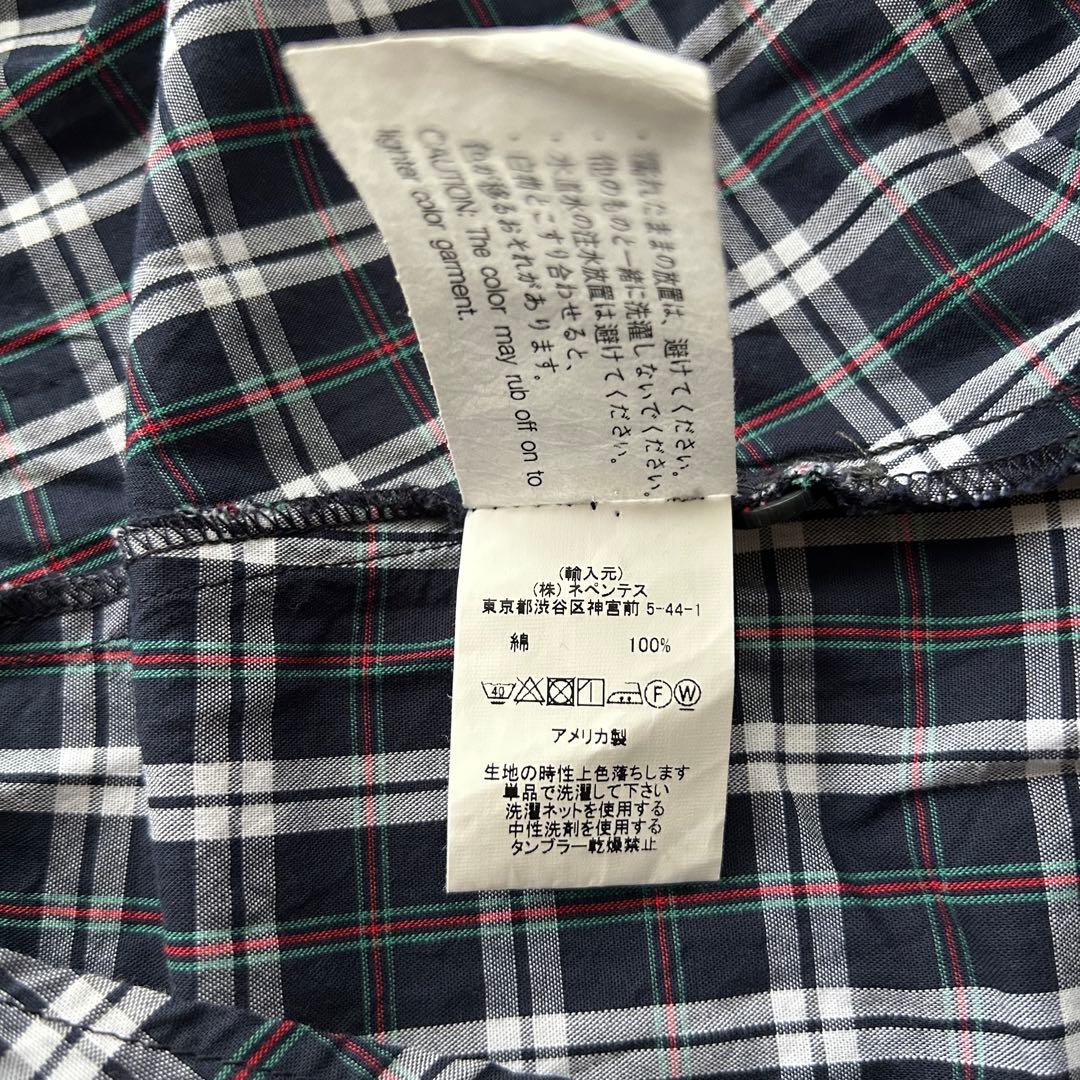 ・濡れたままの放置は、避けてください。
・他のものと一緒に洗濯しないでください。
・水道水の注水放置は避けてください。
・白物とこすり合わせると、
色が移るおそれがあります。
CAUTION: The color may rub off on to
lighter color garment.
(輸入元)
(株) ネペンテス
東京都渋谷区神宮前 5-44-1
綿 100%
40 F W
アメリカ製
生地の時性上色落ちします
単品で洗濯して下さい
洗濯ネットを使用する
中性洗剤を使用する
タンブラー乾燥禁止